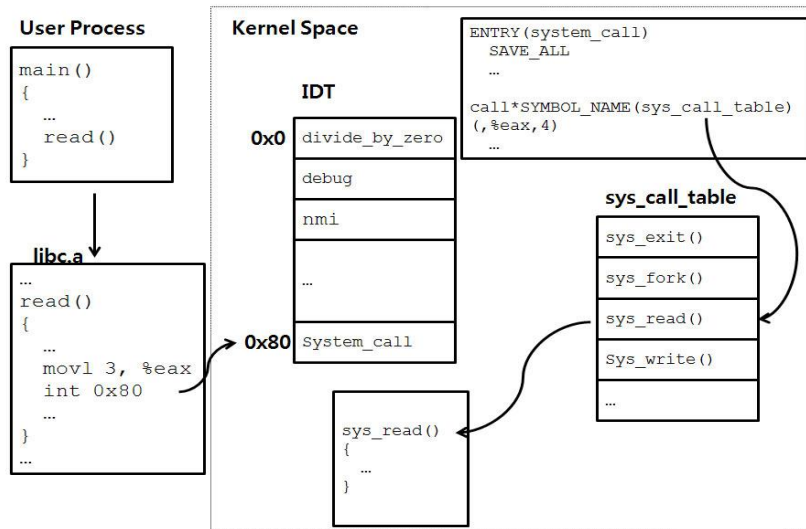 User Process
main()
{
…
read()
}
libc.a
…
read()
{
…
movl 3, %eax
int 0x80
…
}
…
Kernel Space
IDT
0x0
divide_by_zero
debug
nmi
…
0x80
System_call
ENTRY(system_call)
SAVE_ALL
…
call*SYMBOL_NAME(sys_call_table)
(,%eax,4)
…
sys_call_table
sys_exit()
sys_fork()
sys_read()
Sys_write()
…
sys_read()
{
…
}